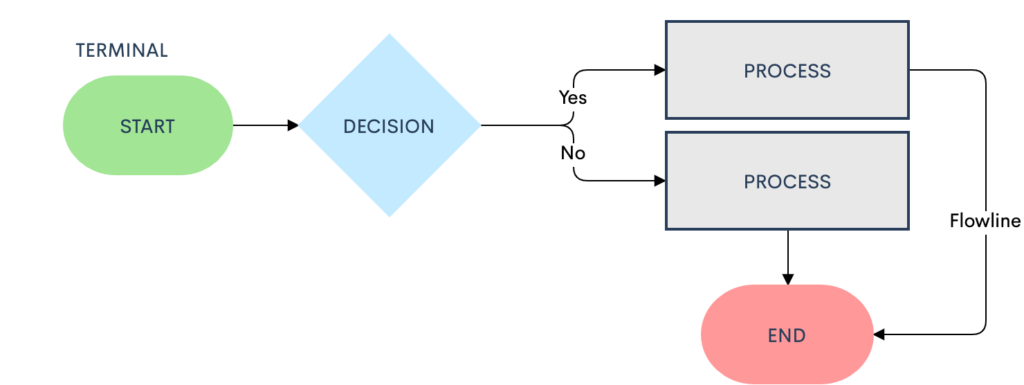 TERMINAL
START
DECISION
Yes
No
PROCESS
PROCESS
Flowline
END